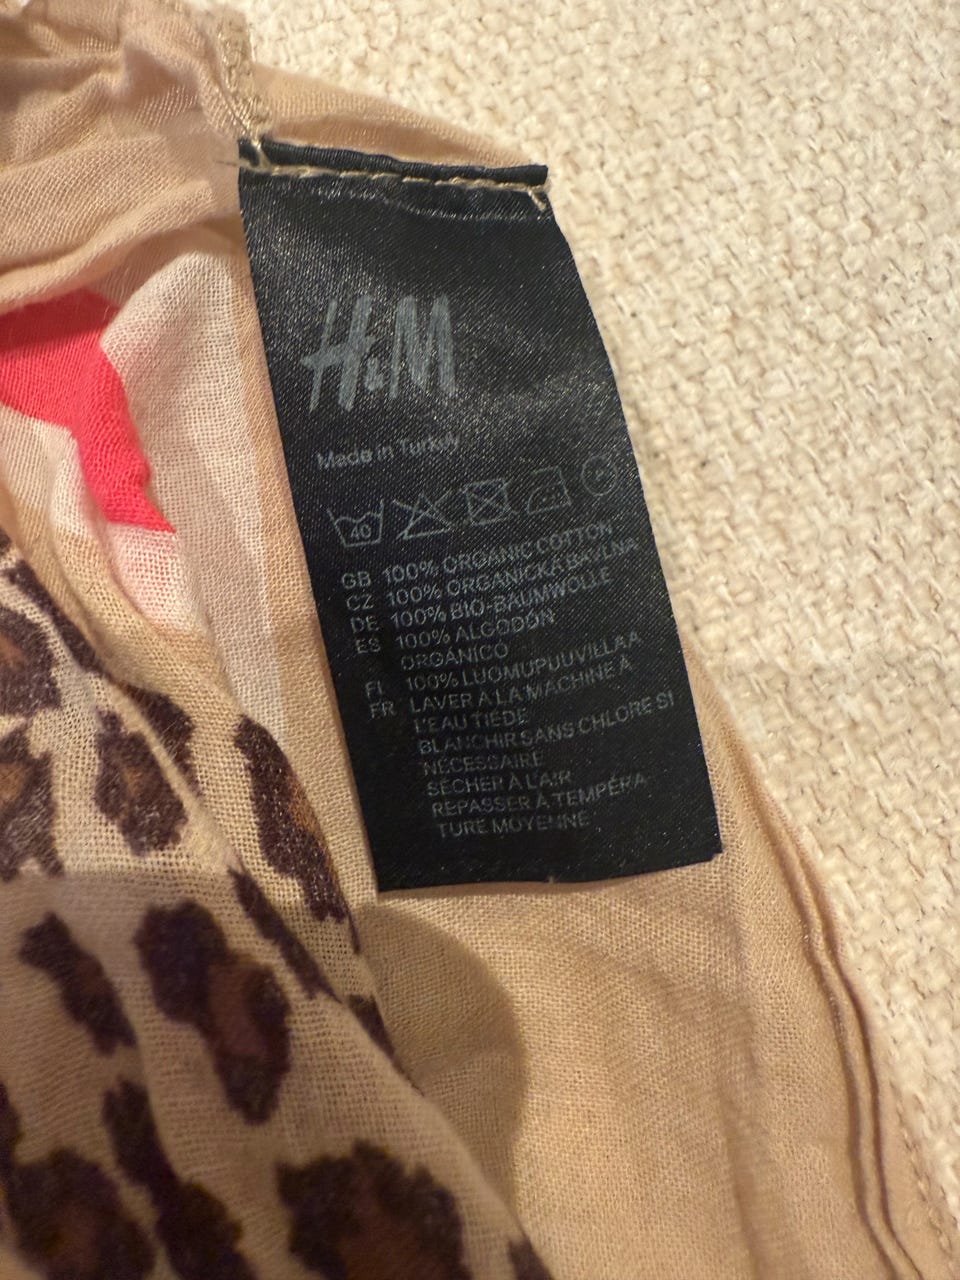 H&M
Made in Turkey
40
GB 100% ORGANIC COTTON
CZ 100% ORGANICKÁ BAVLNA
DE 100% BIO-BAUMWOLLE
ES 100% ALGODÓN
ORGÁNICO
FI 100% LUOMUPUUVILLAA
FR LAVER À LA MACHINE À
L'EAU TIÈDE
BLANCHIR SANS CHLORE SI
NÉCESSAIRE
SÉCHER À L'AIR
REPASSER À TEMPÉRA-
TURE MOYENNE